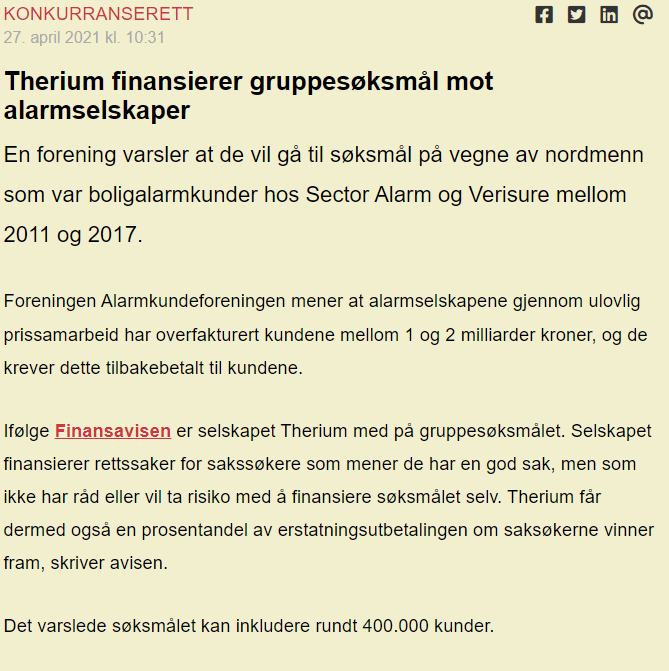 KONKURRANSERETT
27. april 2021 kl. 10:31
Therium finansierer gruppesøksmål mot
alarmselskaper
En forening varsler at de vil gå til søksmål på vegne av nordmenn
som var boligalarmkunder hos Sector Alarm og Verisure mellom
2011 og 2017.
Foreningen Alarmkundeforeningen mener at alarmselskapene gjennom ulovlig
prissamarbeid har overfakturert kundene mellom 1 og 2 milliarder kroner, og de
krever dette tilbakebetalt til kundene.
Ifølge Finansavisen er selskapet Therium med på gruppesøksmålet. Selskapet
finansierer rettssaker for sakssøkere som mener de har en god sak, men som
ikke har råd eller vil ta risiko med å finansiere søksmålet selv. Therium får
dermed også en prosentandel av erstatningsutbetalingen om saksøkerne vinner
fram, skriver avisen.
Det varslede søksmålet kan inkludere rundt 400.000 kunder.